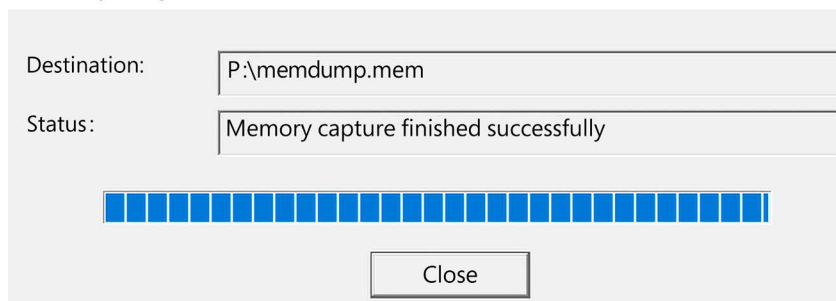 Destination:
P:\memdump.mem
Status:
Memory capture finished successfully
Close